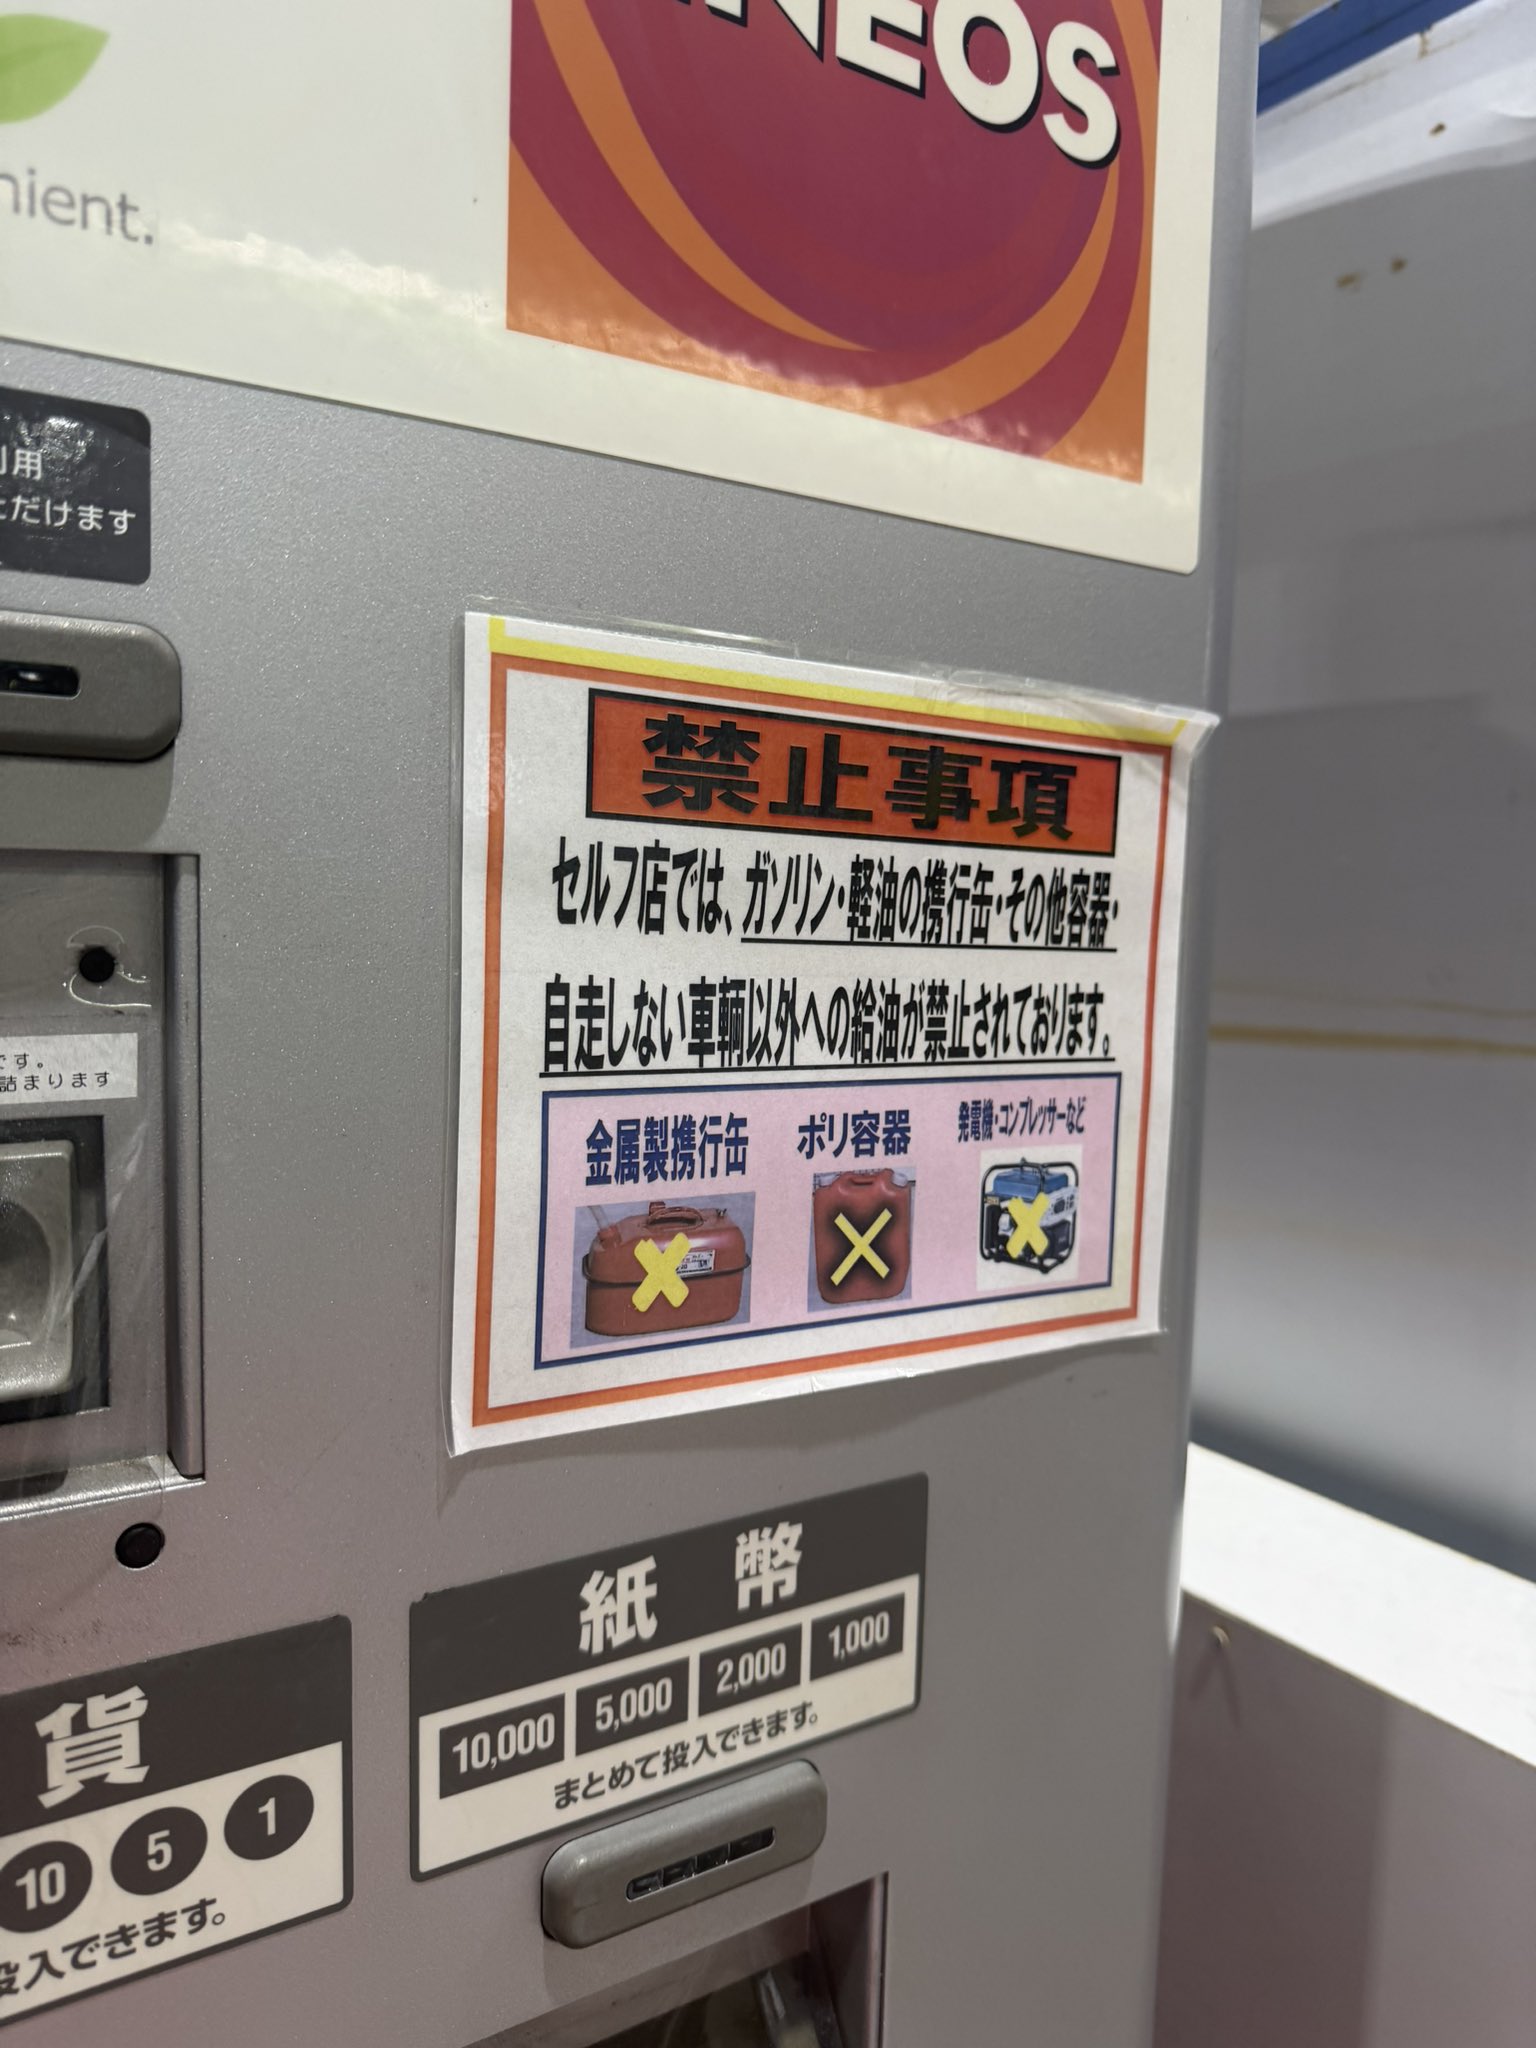 NEOS
nient.
用
ただけます
禁止事項
セルフ店では、ガソリン・軽油の携行缶・その他容器・
自走しない車輌以外への給油が禁止されております。
金属製携行缶
ポリ容器
発電機・コンプレッサーなど
です。
詰まります
紙幣
10,000 5,000 2,000 1,000
まとめて投入できます。
貨
10 5 1
投入できます。